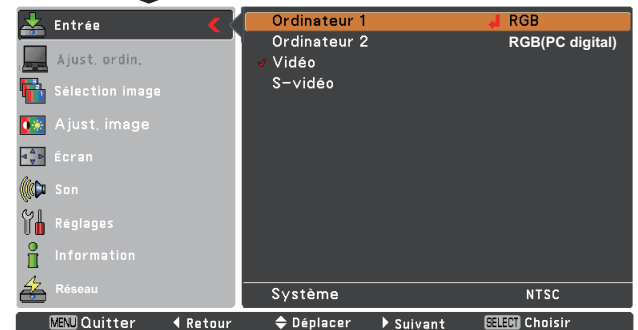 Entrée
Ajust. ordin.
Sélection image
Ajust. image
Écran
Son
Réglages
Information
Réseau
Ordinateur 1 RGB
Ordinateur 2 RGB(PC digital)
Vidéo
S-vidéo
Système NTSC
MENU Quitter Retour Déplacer Suivant SELECT Choisir